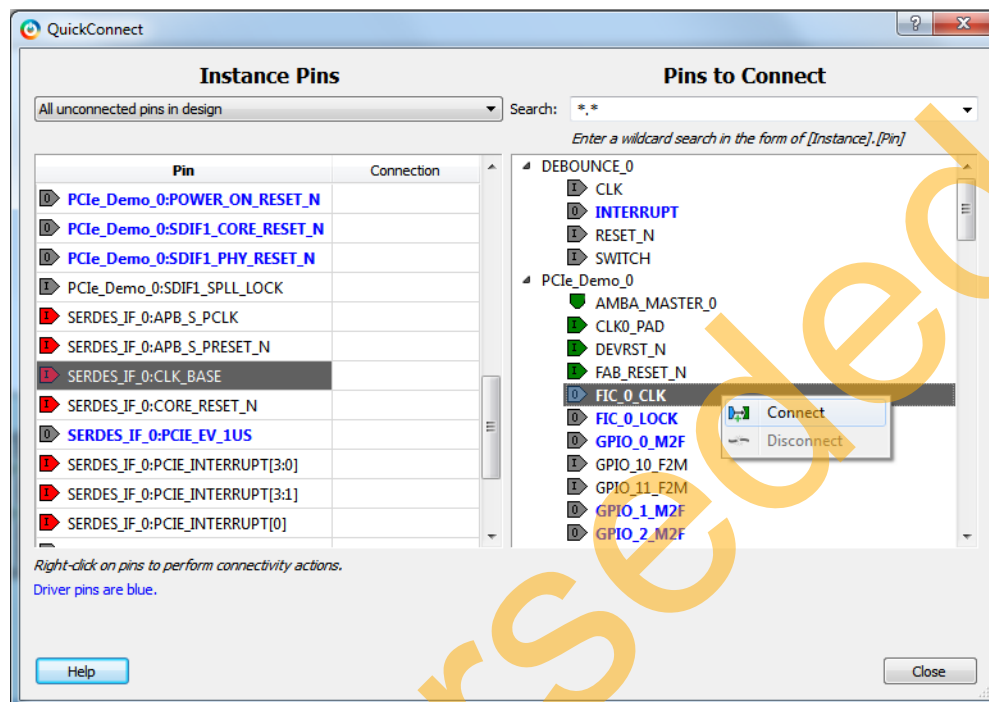 QuickConnect
Instance Pins
Pins to Connect
All unconnected pins in design
Search: *.*
Enter a wildcard search in the form of [Instance].[Pin]
Pin Connection
PCIe_Demo_0:POWER_ON_RESET_N
PCIe_Demo_0:SDIF1_CORE_RESET_N
PCIe_Demo_0:SDIF1_PHY_RESET_N
PCIe_Demo_0:SDIF1_SPLL_LOCK
SERDES_IF_0:APB_S_PCLK
SERDES_IF_0:APB_S_PRESET_N
SERDES_IF_0:CLK_BASE
SERDES_IF_0:CORE_RESET_N
SERDES_IF_0:PCIE_EV_1US
SERDES_IF_0:PCIE_INTERRUPT[3:0]
SERDES_IF_0:PCIE_INTERRUPT[3:1]
SERDES_IF_0:PCIE_INTERRUPT[0]
DEBOUNCE_0
CLK
INTERRUPT
RESET_N
SWITCH
PCIe_Demo_0
AMBA_MASTER_0
CLK0_PAD
DEVRST_N
FAB_RESET_N
FIC_0_CLK
FIC_0_LOCK
GPIO_0_M2F
GPIO_10_F2M
GPIO_11_F2M
GPIO_1_M2F
GPIO_2_M2F
Connect
Disconnect
Right-click on pins to perform connectivity actions.
Driver pins are blue.
Help
Close
rseded